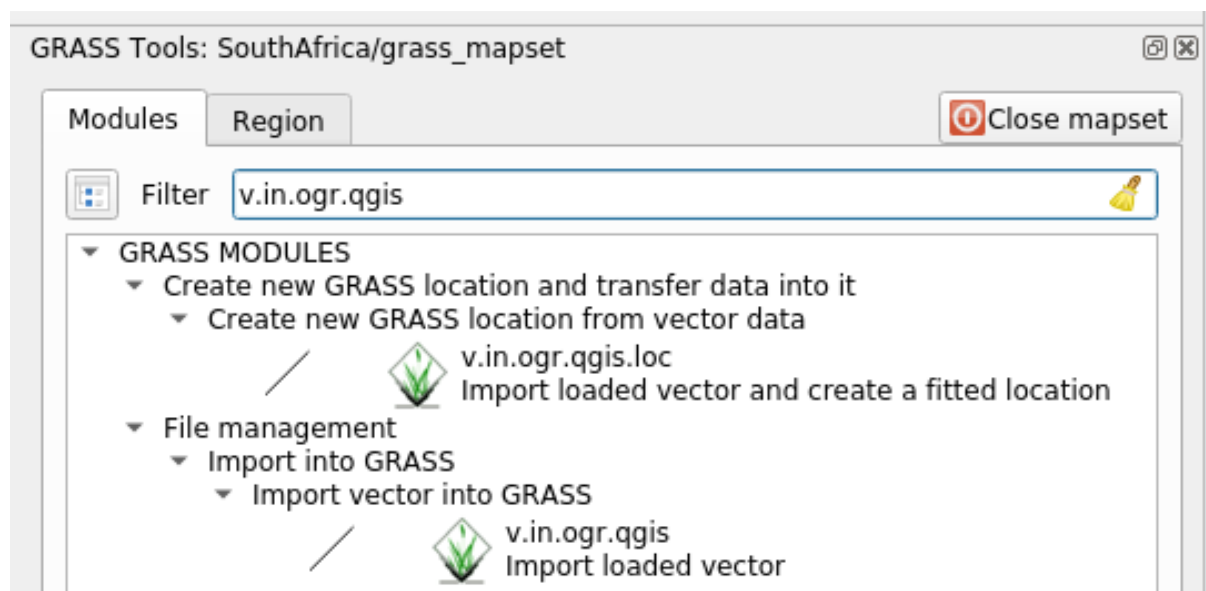 GRASS Tools: SouthAfrica/grass_mapset
Modules
Region
Close mapset
Filter
v.in.ogr.qgis
GRASS MODULES
Create new GRASS location and transfer data into it
Create new GRASS location from vector data
v.in.ogr.qgis.loc
Import loaded vector and create a fitted location
File management
Import into GRASS
Import vector into GRASS
v.in.ogr.qgis
Import loaded vector